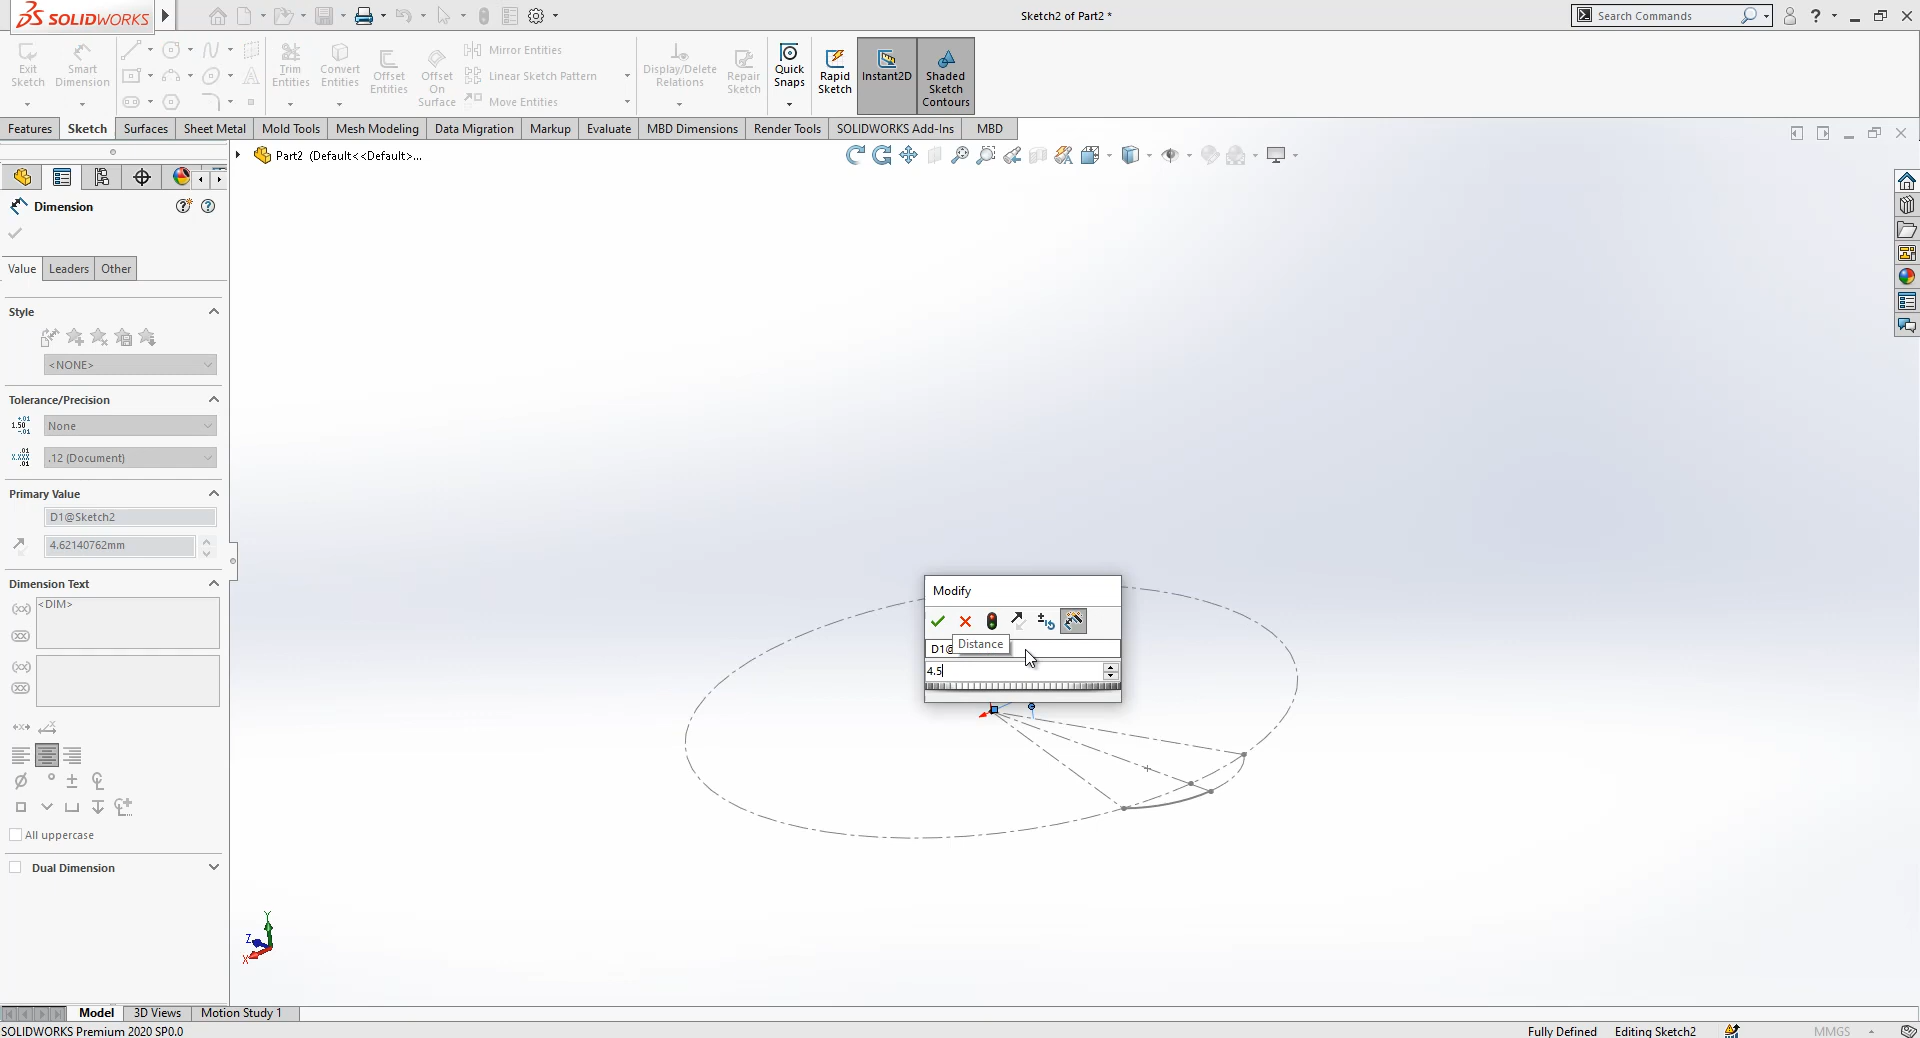 SOLIDWORKS
Sketch2 of Part2 *
Search Commands
?
Exit Sketch
Smart Dimension
Trim Entities
Convert Entities
Offset Entities
Offset On Surface
Mirror Entities
Linear Sketch Pattern
Move Entities
Display/Delete Relations
Repair Sketch
Quick Snaps
Rapid Sketch
Instant2D
Shaded Sketch Contours
Features
Sketch
Surfaces
Sheet Metal
Mold Tools
Mesh Modeling
Data Migration
Markup
Evaluate
MBD Dimensions
Render Tools
SOLIDWORKS Add-Ins
MBD
Part2 (Default<<Default>...
Dimension
Value
Leaders
Other
Style
<NONE>
Tolerance/Precision
None
.12 (Document)
Primary Value
D1@Sketch2
4.62140762mm
Dimension Text
<DIM>
All uppercase
Dual Dimension
Modify
D1@
Distance
4.5
Y
Z
X
Model
3D Views
Motion Study 1
SOLIDWORKS Premium 2020 SP0.0
Fully Defined
Editing Sketch2
MMGS